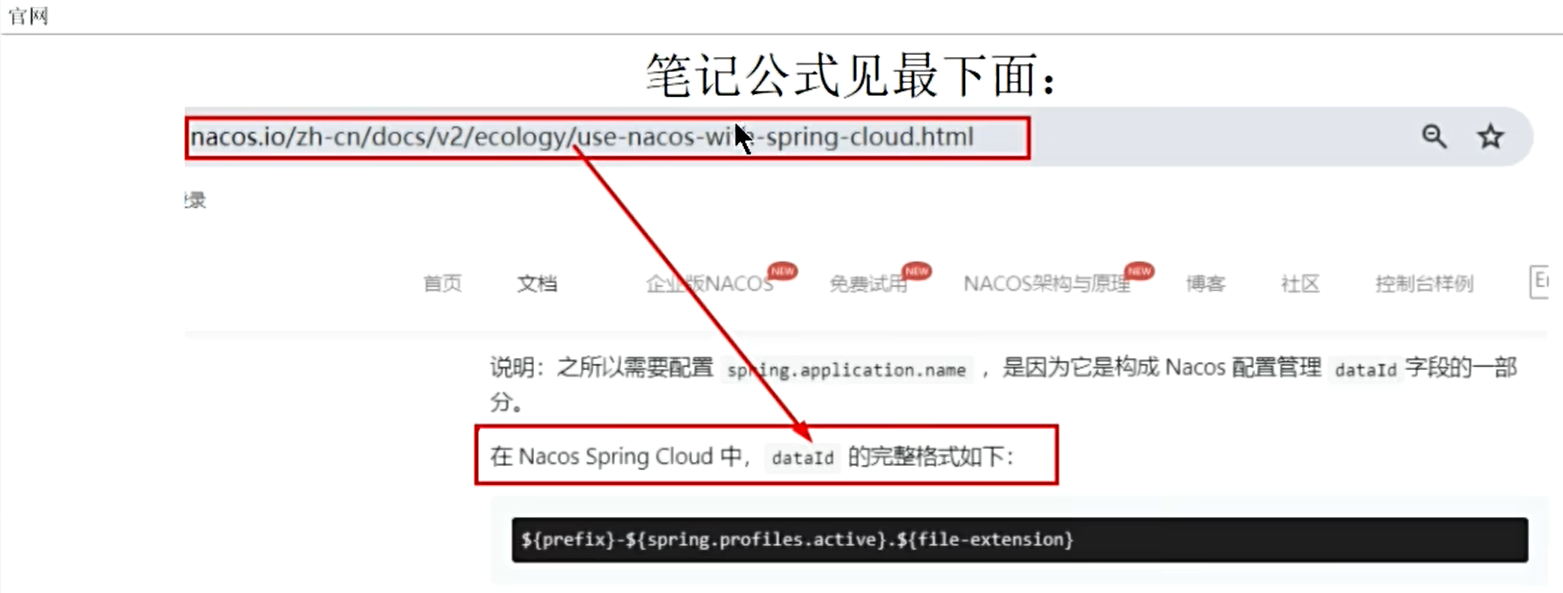 官网
笔记公式见最下面：
nacos.io/zh-cn/docs/v2/ecology/use-nacos-with-spring-cloud.html
录
首页 文档 企业版NACOS NEW 免费试用 NEW NACOS架构与原理 NEW 博客 社区 控制台样例 En
说明：之所以需要配置 spring.application.name ，是因为它是构成 Nacos 配置管理 dataId 字段的一部
分。
在 Nacos Spring Cloud 中，dataId 的完整格式如下：
${prefix}-${spring.profiles.active}.${file-extension}